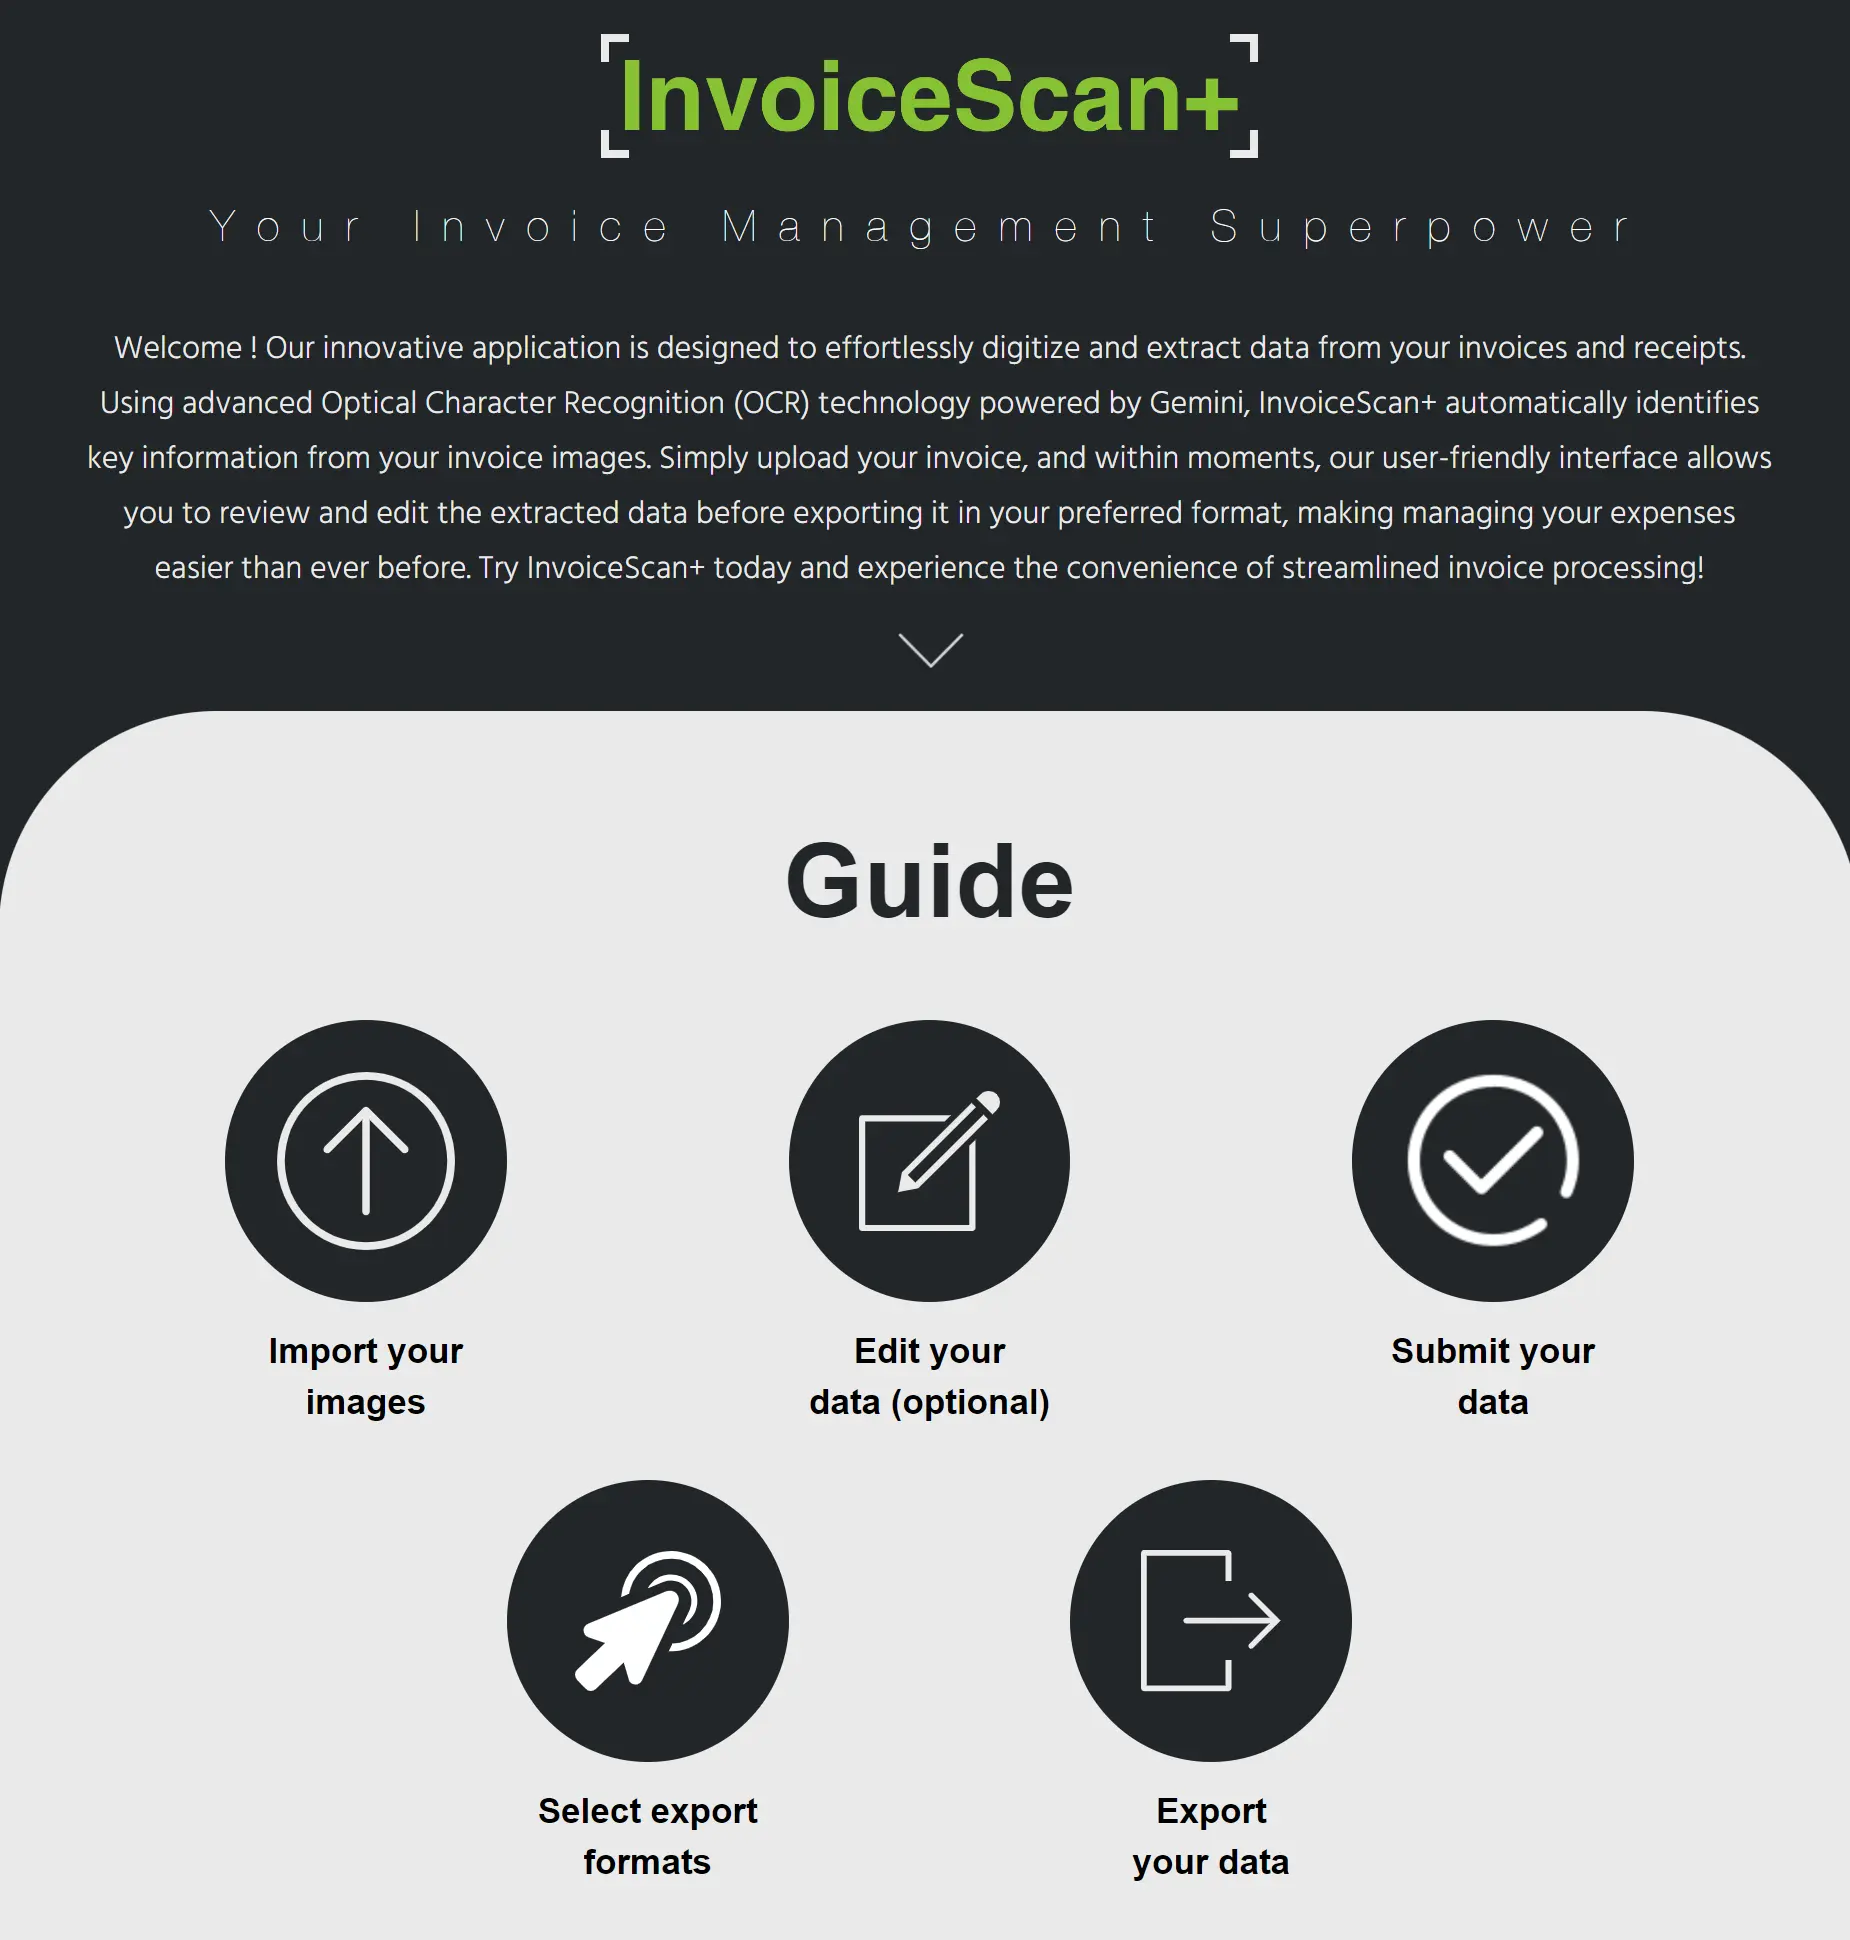 InvoiceScan+
Your Invoice Management Superpower
Welcome ! Our innovative application is designed to effortlessly digitize and extract data from your invoices and receipts.
Using advanced Optical Character Recognition (OCR) technology powered by Gemini, InvoiceScan+ automatically identifies
key information from your invoice images. Simply upload your invoice, and within moments, our user-friendly interface allows
you to review and edit the extracted data before exporting it in your preferred format, making managing your expenses
easier than ever before. Try InvoiceScan+ today and experience the convenience of streamlined invoice processing!
Guide
Import your
images
Edit your
data (optional)
Submit your
data
Select export
formats
Export
your data